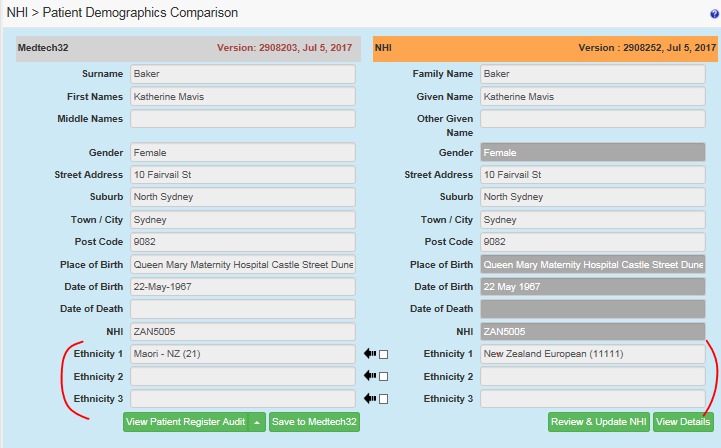 NHI > Patient Demographics Comparison
Medtech32 Version: 2908203, Jul 5, 2017 NHI Version : 2908252, Jul 5, 2017
Surname Baker Family Name Baker
First Names Katherine Mavis Given Name Katherine Mavis
Middle Names Other Given Name
Gender Female Gender Female
Street Address 10 Fairvail St Street Address 10 Fairvail St
Suburb North Sydney Suburb North Sydney
Town / City Sydney Town / City Sydney
Post Code 9082 Post Code 9082
Place of Birth Queen Mary Maternity Hospital Castle Street Dune Place of Birth Queen Mary Maternity Hospital Castle Street Dune
Date of Birth 22-May-1967 Date of Birth 22 May 1967
Date of Death Date of Death
NHI ZAN5005 NHI ZAN5005
Ethnicity 1 Maori - NZ (21) Ethnicity 1 New Zealand European (11111)
Ethnicity 2 Ethnicity 2
Ethnicity 3 Ethnicity 3
View Patient Register Audit Save to Medtech32 Review & Update NHI View Details